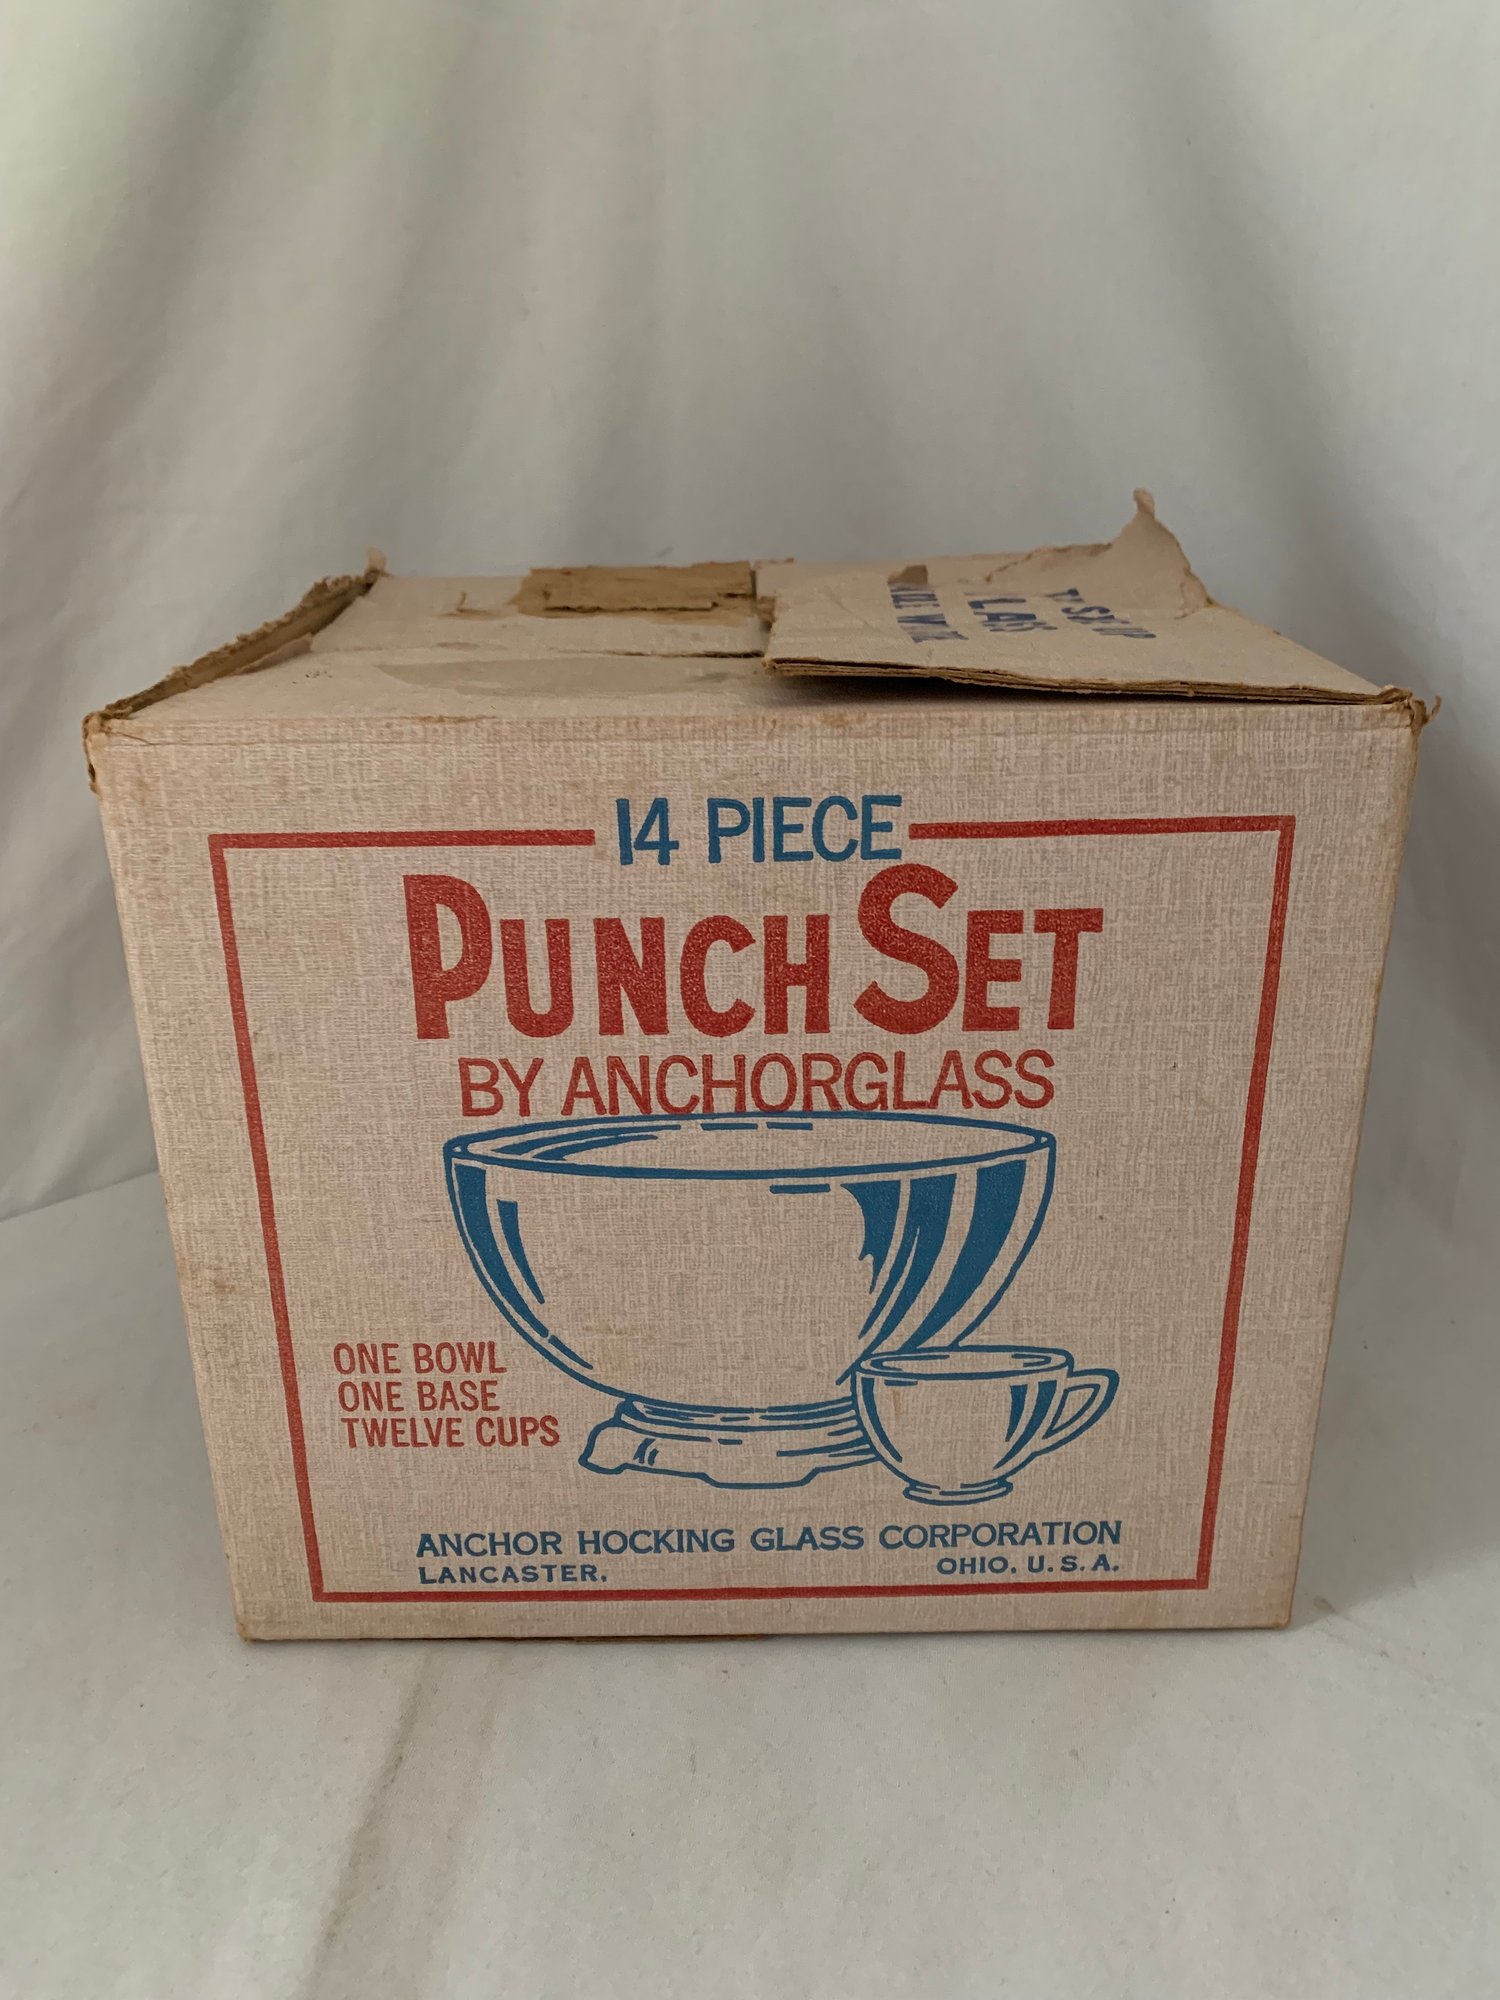 14 PIECE
PUNCH SET
BY ANCHORGLASS
ONE BOWL
ONE BASE
TWELVE CUPS
ANCHOR HOCKING GLASS CORPORATION
LANCASTER, OHIO, U.S.A.